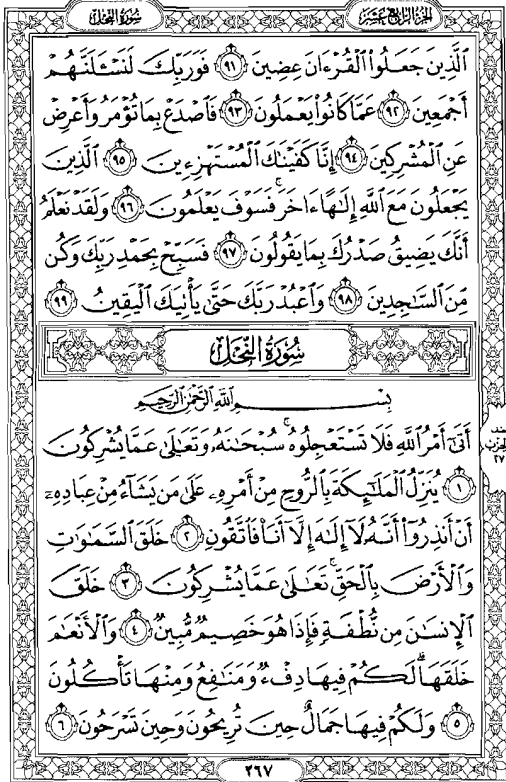 الجزء الرابع عشر
سورة النحل
ٱلَّذِينَ جَعَلُوا۟ ٱلْقُرْءَانَ عِضِينَ ٩١ فَوَرَبِّكَ لَنَسْـَٔلَنَّهُمْ
أَجْمَعِينَ ٩٢ عَمَّا كَانُوا۟ يَعْمَلُونَ ٩٣ فَٱصْدَعْ بِمَا تُؤْمَرُ وَأَعْرِضْ
عَنِ ٱلْمُشْرِكِينَ ٩٤ إِنَّا كَفَيْنَـٰكَ ٱلْمُسْتَهْزِءِينَ ٩٥ ٱلَّذِينَ
يَجْعَلُونَ مَعَ ٱللَّهِ إِلَـٰهًا ءَاخَرَ ۚ فَسَوْفَ يَعْلَمُونَ ٩٦ وَلَقَدْ نَعْلَمُ
أَنَّكَ يَضِيقُ صَدْرُكَ بِمَا يَقُولُونَ ٩٧ فَسَبِّحْ بِحَمْدِ رَبِّكَ وَكُن
مِّنَ ٱلسَّـٰجِدِينَ ٩٨ وَٱعْبُدْ رَبَّكَ حَتَّىٰ يَأْتِيَكَ ٱلْيَقِينُ ٩٩
سُورَةُ النَّحْلِ
بِسْمِ ٱللَّهِ ٱلرَّحْمَـٰنِ ٱلرَّحِيمِ
أَتَىٰٓ أَمْرُ ٱللَّهِ فَلَا تَسْتَعْجِلُوهُ ۚ سُبْحَـٰنَهُۥ وَتَعَـٰلَىٰ عَمَّا يُشْرِكُونَ
١ يُنَزِّلُ ٱلْمَلَـٰٓئِكَةَ بِٱلرُّوحِ مِنْ أَمْرِهِۦ عَلَىٰ مَن يَشَآءُ مِنْ عِبَادِهِۦٓ
أَنْ أَنذِرُوٓا۟ أَنَّهُۥ لَآ إِلَـٰهَ إِلَّآ أَنَا۠ فَٱتَّقُونِ ٢ خَلَقَ ٱلسَّمَـٰوَٰتِ
وَٱلْأَرْضَ بِٱلْحَقِّ ۚ تَعَـٰلَىٰ عَمَّا يُشْرِكُونَ ٣ خَلَقَ
ٱلْإِنسَـٰنَ مِن نُّطْفَةٍ فَإِذَا هُوَ خَصِيمٌ مُّبِينٌ ٤ وَٱلْأَنْعَـٰمَ
خَلَقَهَا ۗ لَكُمْ فِيهَا دِفْءٌ وَمَنَـٰفِعُ وَمِنْهَا تَأْكُلُونَ
٥ وَلَكُمْ فِيهَا جَمَالٌ حِينَ تُرِيحُونَ وَحِينَ تَسْرَحُونَ ٦
الحزب
٢٧
٢٦٧